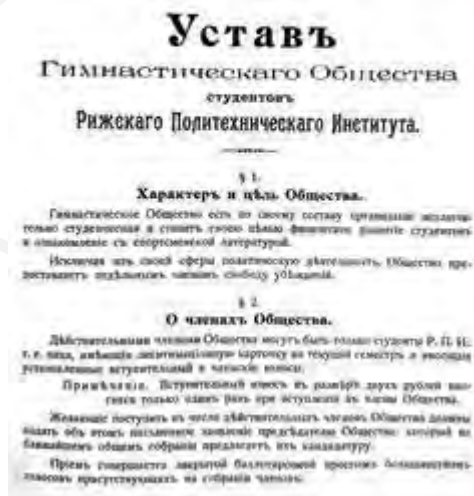 Уставъ
Гимнастическаго Общества
студентовъ
Рижскаго Политехническаго Института.
§ 1.
Характеръ и цѣль Общества.
Гимнастическое Общество есть по своему составу организація исключи-
тельно студенческая и ставитъ своею цѣлью физическое развитіе студентовъ
и ознакомленіе съ спортсменской литературой.
Исключая изъ своей сферы политическую дѣятельность, Общество пре-
доставляетъ отдѣльнымъ членамъ свободу убѣжденій.
§ 2.
О членахъ Общества.
Дѣйствительными членами Общества могутъ быть только студенты Р. П. И.
т. е. лица, имѣющія легитимаціонную карточку на текущій семестръ и вносящія
установленные вступительный и членскіе взносы.
Примѣчаніе. Вступительный взносъ въ размѣрѣ двухъ рублей вно-
сится только одинъ разъ при вступленіи въ члены Общества.
Желающіе поступить въ число дѣйствительныхъ членовъ Общества должны
подать объ этомъ письменное заявленіе предсѣдателю Общества, который на
ближайшемъ общемъ собраніи предлагаетъ ихъ кандидатуру.
Пріемъ совершается закрытой баллотировкой простымъ большинствомъ
голосовъ присутствующихъ на собраніи членовъ.